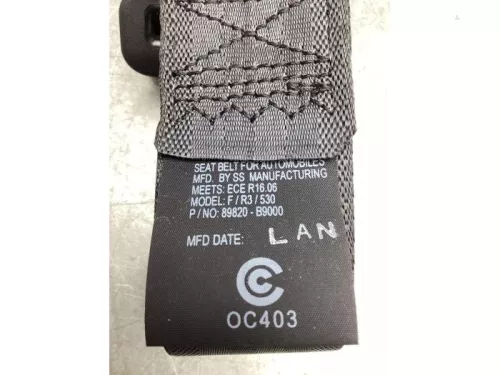 SEAT BELT FOR AUTOMOBILES
MFD. BY SS MANUFACTURING
MEETS: ECE R16.06
MODEL: F / R3 / 530
P / NO: 89820 - B9000
MFD DATE: LAN
OC403